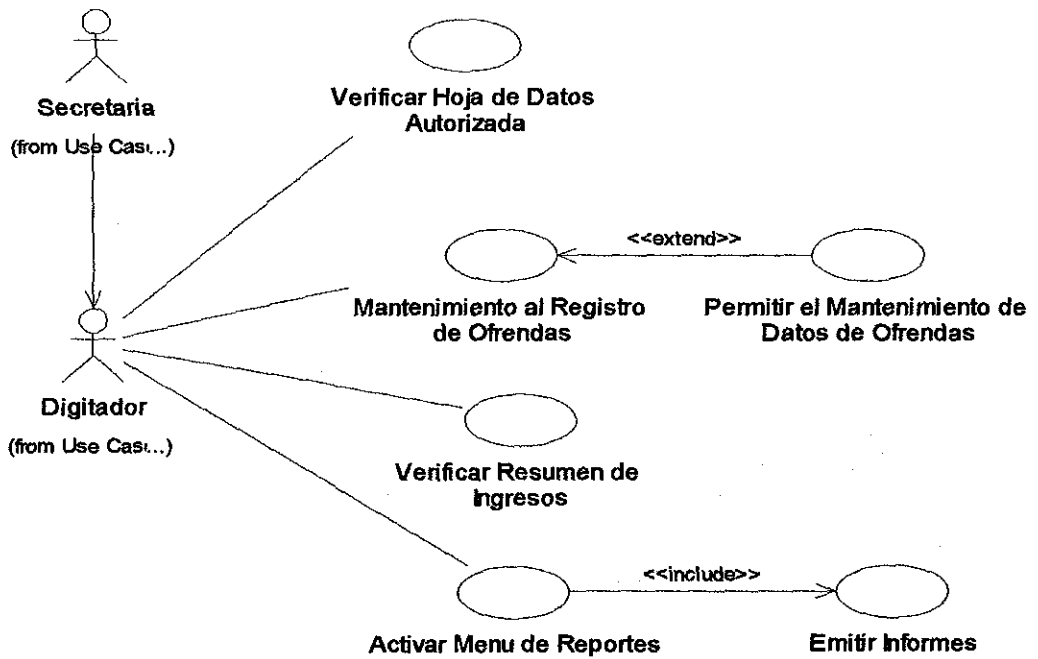 Secretaria
(from Use Cas...)
Verificar Hoja de Datos
Autorizada
<<extend>>
Mantenimiento al Registro
de Ofrendas
Permitir el Mantenimiento de
Datos de Ofrendas
Digitador
(from Use Cas...)
Verificar Resumen de
Ingresos
<<include>>
Activar Menu de Reportes
Emitir Informes